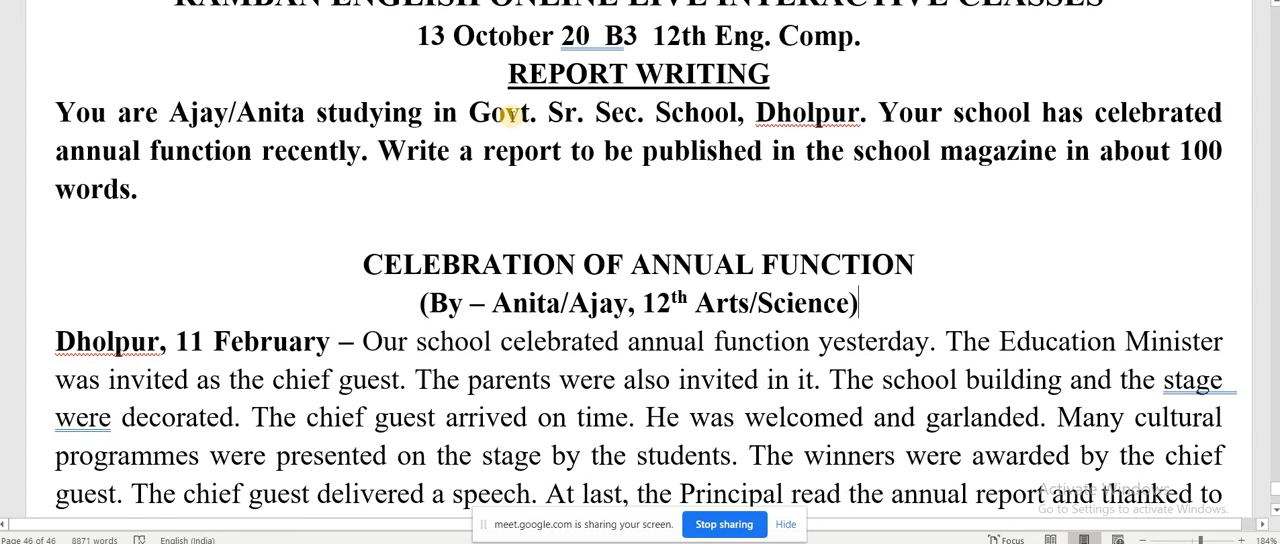 RAMBAN ENGLISH ONLINE LIVE INTERACTIVE CLASSES
13 October 20 B3 12th Eng. Comp.
REPORT WRITING
You are Ajay/Anita studying in Govt. Sr. Sec. School, Dholpur. Your school has celebrated
annual function recently. Write a report to be published in the school magazine in about 100
words.
CELEBRATION OF ANNUAL FUNCTION
(By – Anita/Ajay, 12th Arts/Science)
Dholpur, 11 February – Our school celebrated annual function yesterday. The Education Minister
was invited as the chief guest. The parents were also invited in it. The school building and the stage
were decorated. The chief guest arrived on time. He was welcomed and garlanded. Many cultural
programmes were presented on the stage by the students. The winners were awarded by the chief
guest. The chief guest delivered a speech. At last, the Principal read the annual report and thanked to
Activate Windows
Go to Settings to activate Windows.
meet.google.com is sharing your screen. Stop sharing Hide
Page 46 of 46 8871 words English (India) Focus 184%